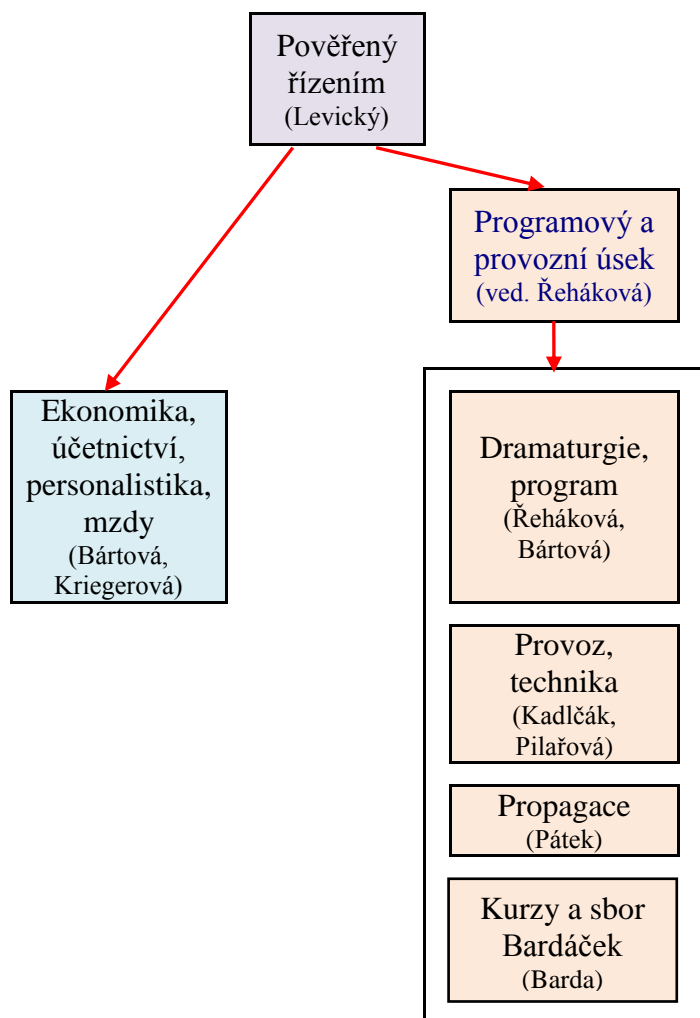 Pověřený
řízením
(Levický)
Programový a
provozní úsek
(ved. Řeháková)
Ekonomika,
účetnictví,
personalistika,
mzdy
(Bártová,
Kriegerová)
Dramaturgie,
program
(Řeháková,
Bártová)
Provoz,
technika
(Kadlčák,
Pilařová)
Propagace
(Pátek)
Kurzy a sbor
Bardáček
(Barda)